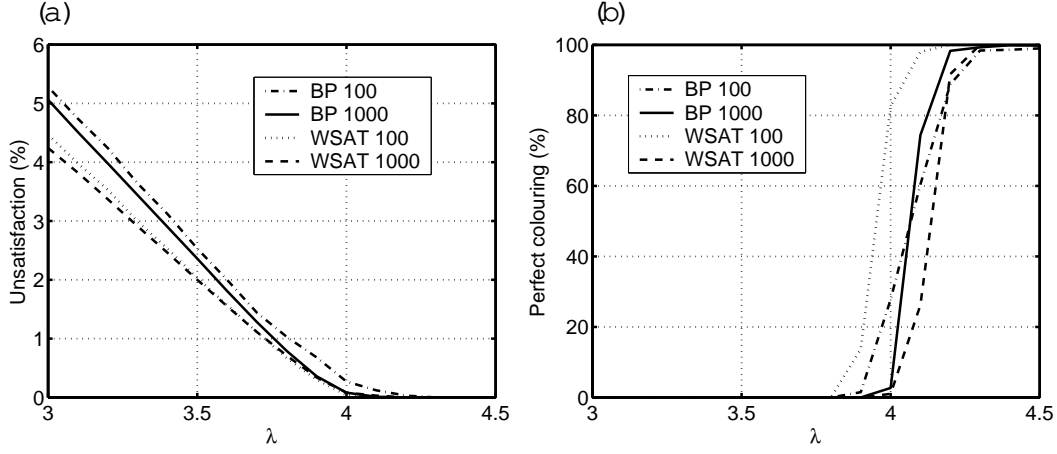 (a)
6
5
4
3
2
1
0
Unsatisfaction (%)
BP 100
BP 1000
WSAT 100
WSAT 1000
3
3.5
4
4.5
λ
(b)
100
80
60
40
20
0
Perfect colouring (%)
BP 100
BP 1000
WSAT 100
WSAT 1000
3
3.5
4
4.5
λ